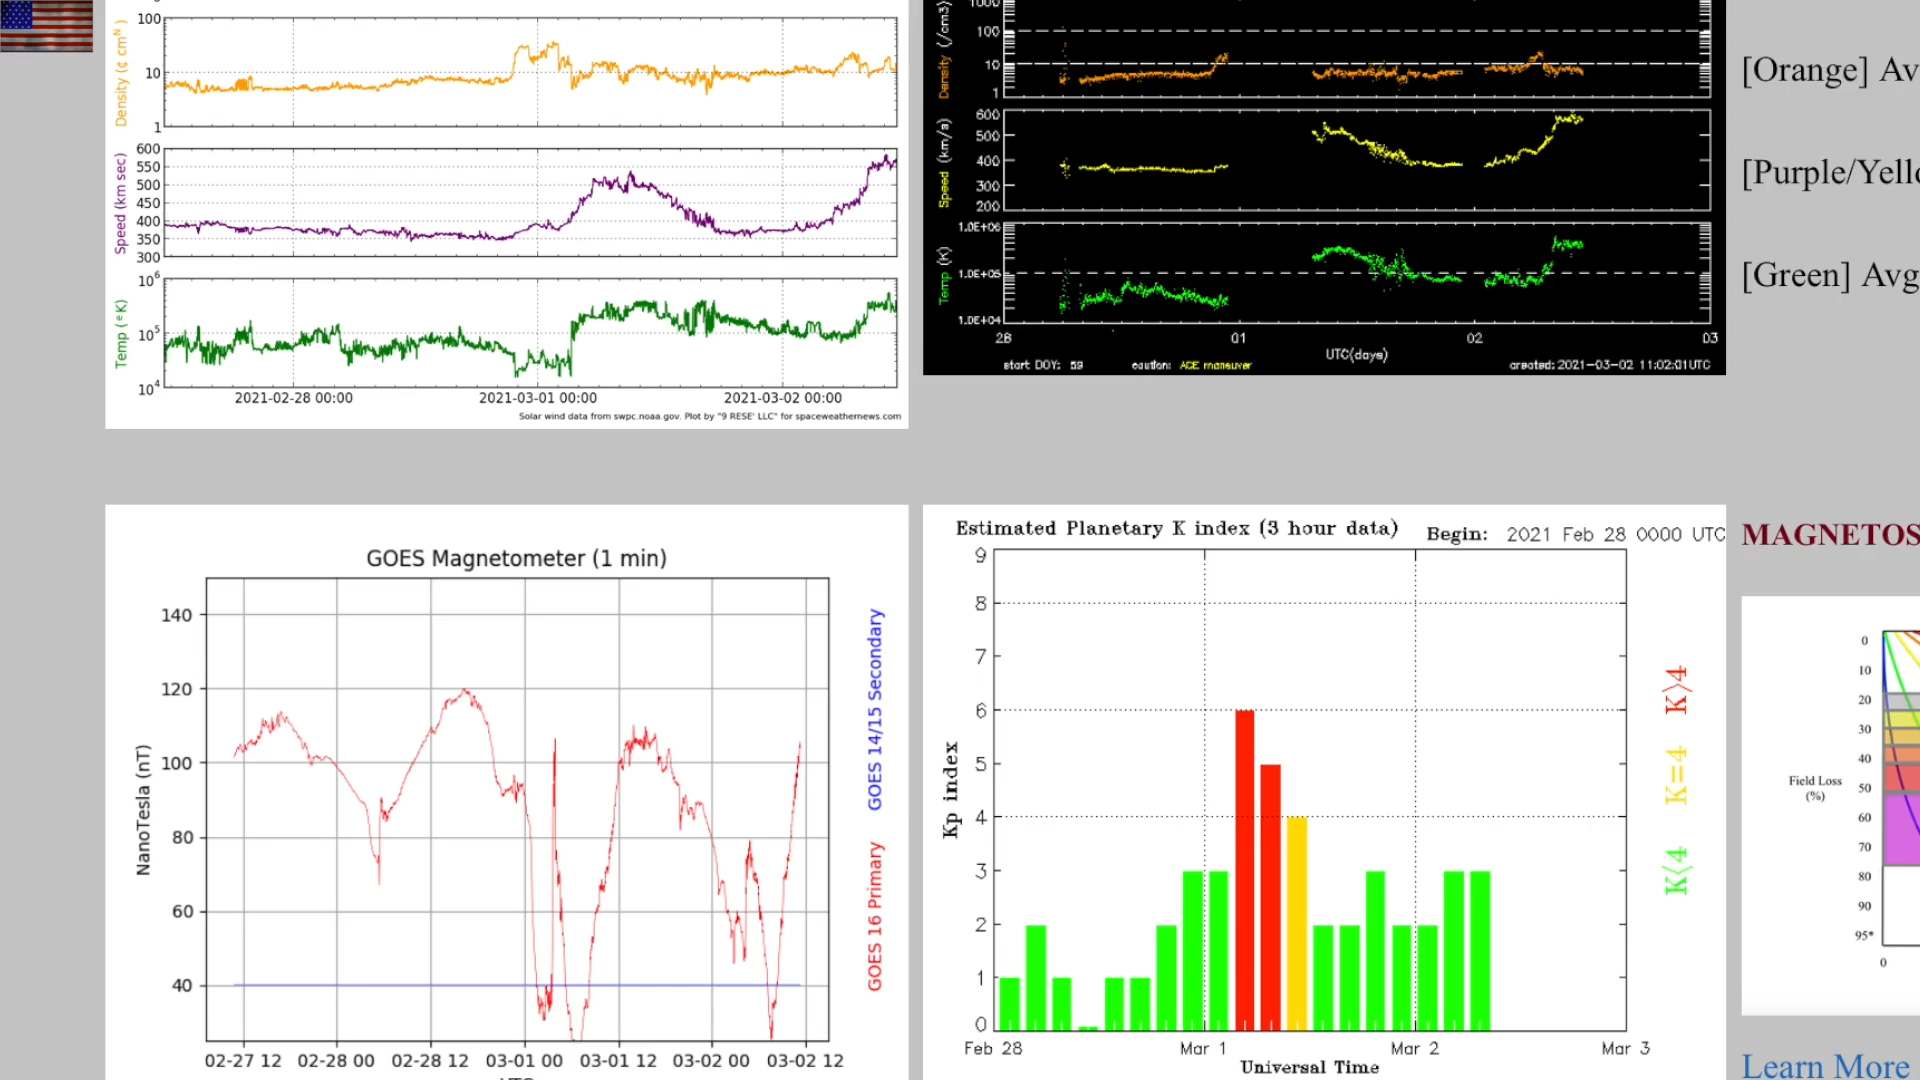 100
10
1
Density (¢ cmᴺ)
600
550
500
450
400
350
300
Speed (km sec)
10⁶
10⁵
10⁴
Temp (ºK)
2021-02-28 00:00 2021-03-01 00:00 2021-03-02 00:00
Solar wind data from swpc.noaa.gov. Plot by "9 RESE' LLC" for spaceweathernews.com
1000
100
10
1
Density (/cm3)
600
500
400
300
200
Speed (km/s)
1.0E+06
1.0E+05
1.0E+04
Temp (K)
28 01 02 03
UTC(days)
start DOY: 59 caution: ACE maneuver created:2021-03-02 11:02:01UTC
[Orange] Av
[Purple/Yello
[Green] Avg
GOES Magnetometer (1 min)
140
120
100
80
60
40
NanoTesla (nT)
GOES 16 Primary GOES 14/15 Secondary
02-27 12 02-28 00 02-28 12 03-01 00 03-01 12 03-02 00 03-02 12
Estimated Planetary K index (3 hour data) Begin: 2021 Feb 28 0000 UTC
9
8
7
6
5
4
3
2
1
0
Kp index
K<4 K=4 K>4
Feb 28 Mar 1 Mar 2 Mar 3
Universal Time
MAGNETOS
0
10
20
30
40
50
60
70
80
90
95*
Field Loss
(%)
0
Learn More